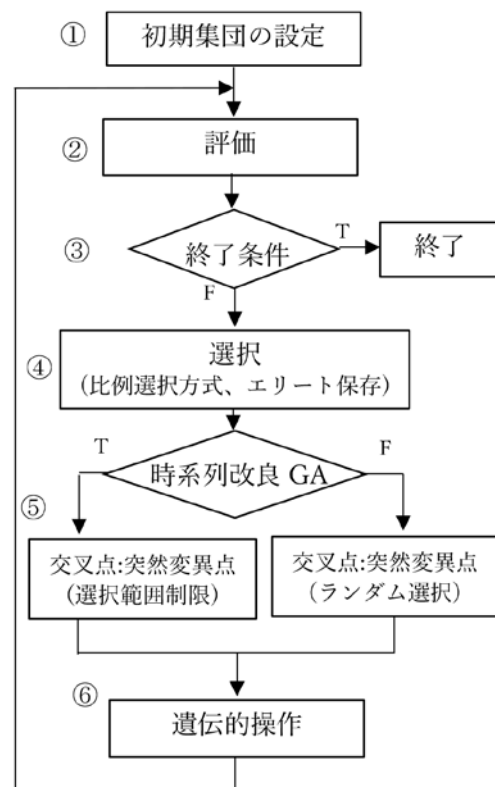 ① 初期集団の設定
② 評価
③ 終了条件
T
終了
F
④ 選択
(比例選択方式、エリート保存)
T
F
時系列改良 GA
⑤
交叉点:突然変異点
(選択範囲制限)
交叉点:突然変異点
(ランダム選択)
⑥ 遺伝的操作